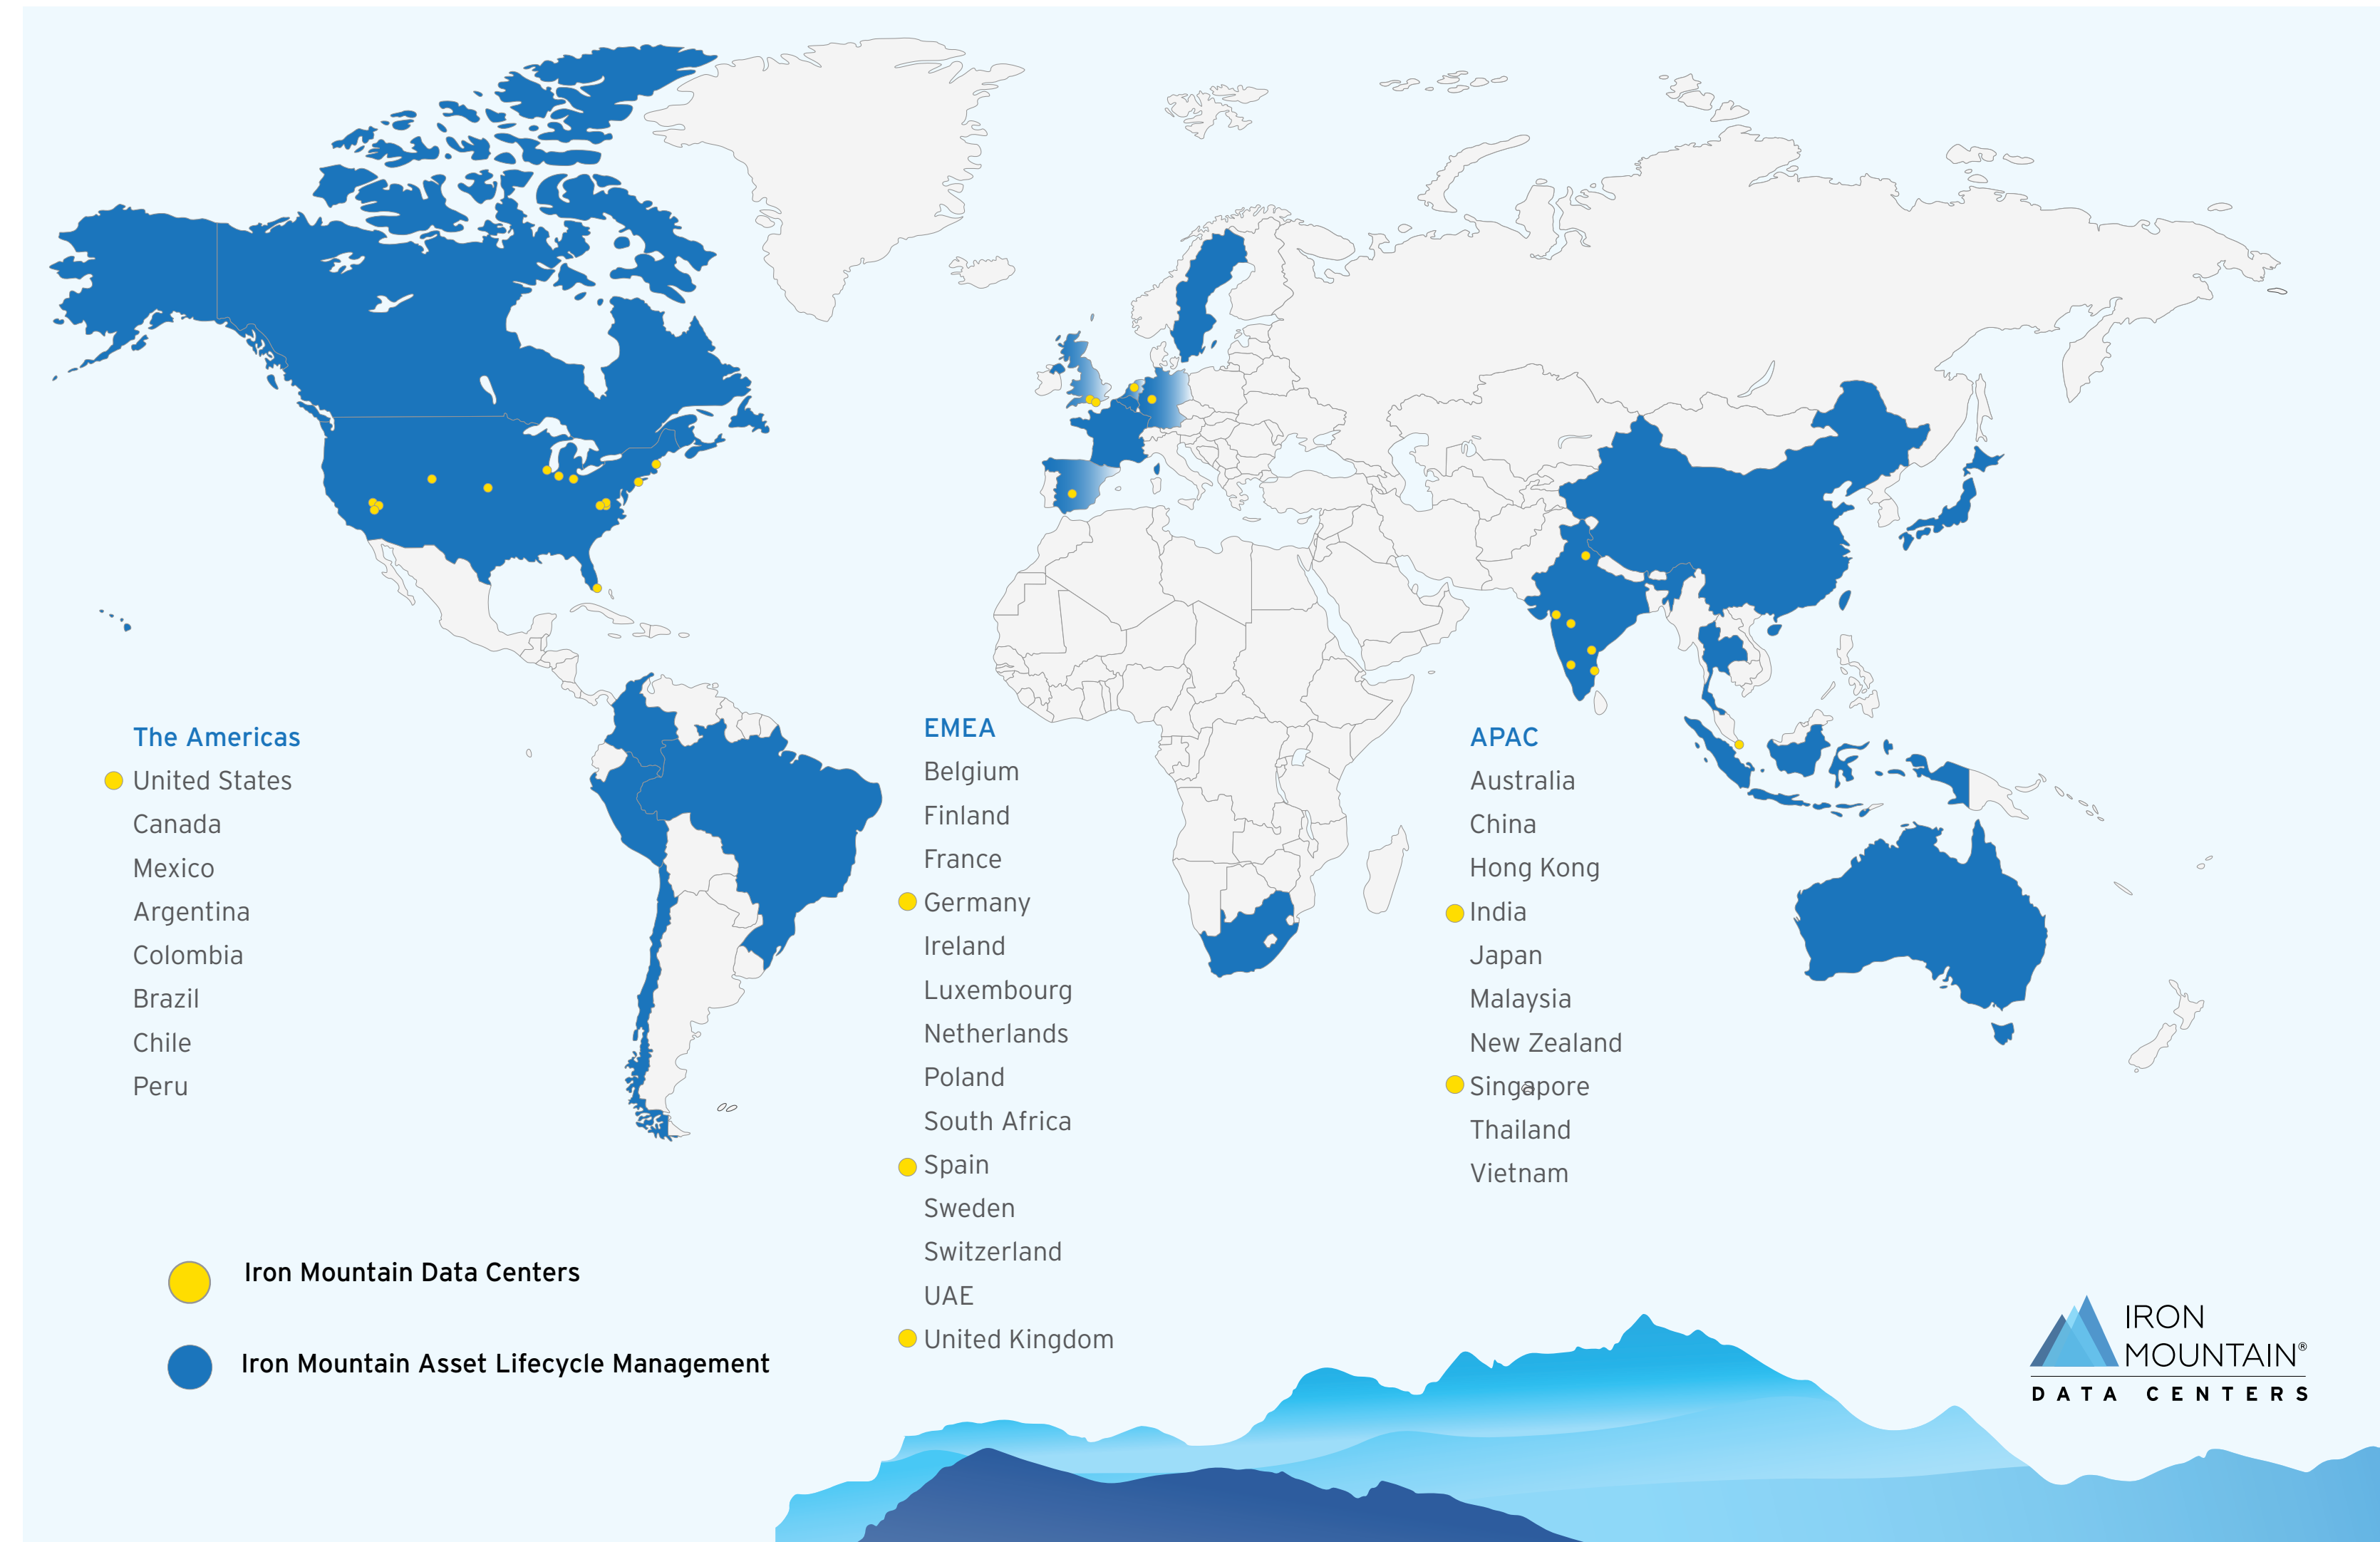 The Americas
United States
Canada
Mexico
Argentina
Colombia
Brazil
Chile
Peru
EMEA
Belgium
Finland
France
Germany
Ireland
Luxembourg
Netherlands
Poland
South Africa
Spain
Sweden
Switzerland
UAE
United Kingdom
APAC
Australia
China
Hong Kong
India
Japan
Malaysia
New Zealand
Singapore
Thailand
Vietnam
Iron Mountain Data Centers
Iron Mountain Asset Lifecycle Management
IRON
MOUNTAIN®
DATA CENTERS